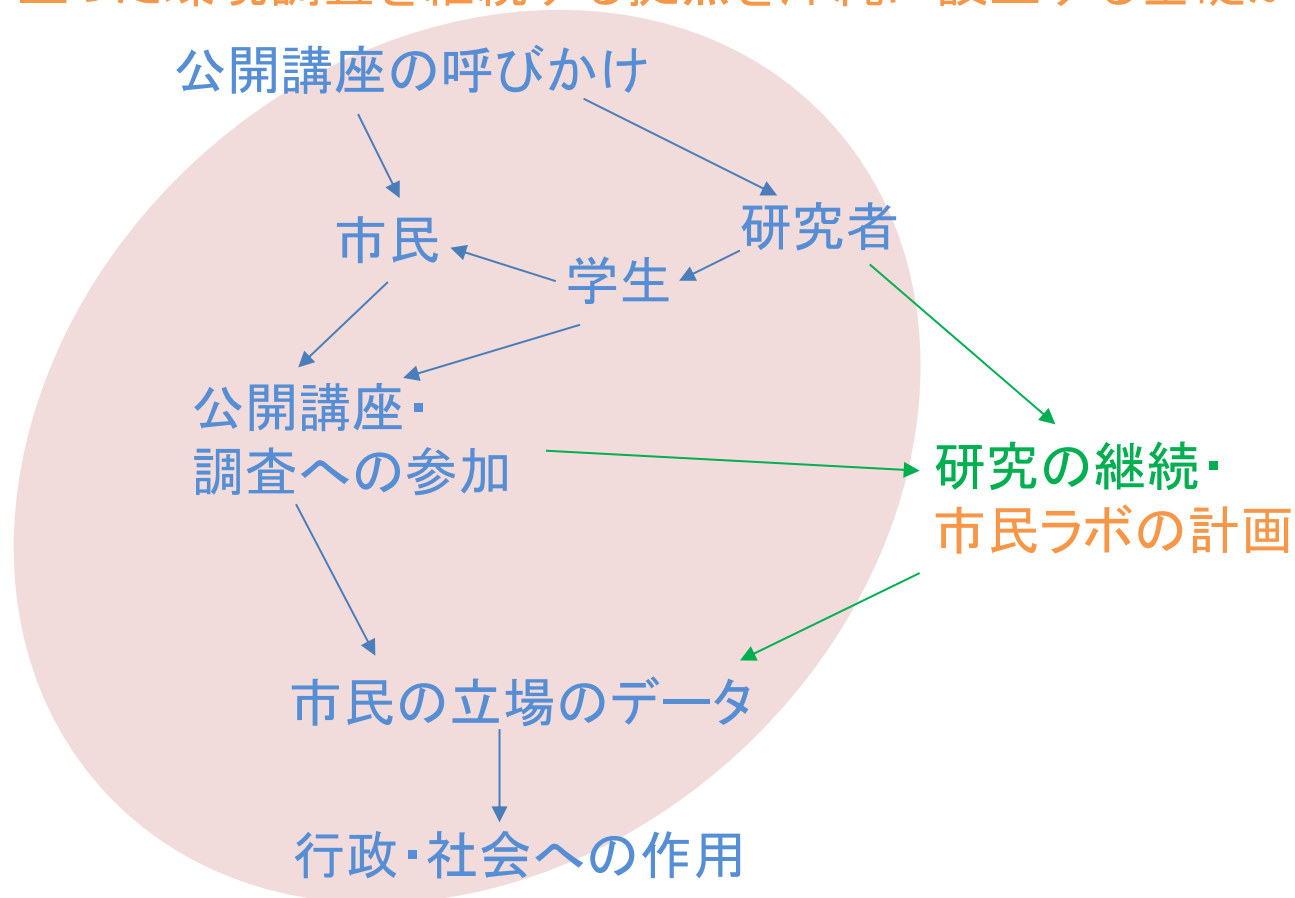 公開講座の呼びかけ
市民
研究者
学生
公開講座・
調査への参加
研究の継続・
市民ラボの計画
市民の立場のデータ
行政・社会への作用